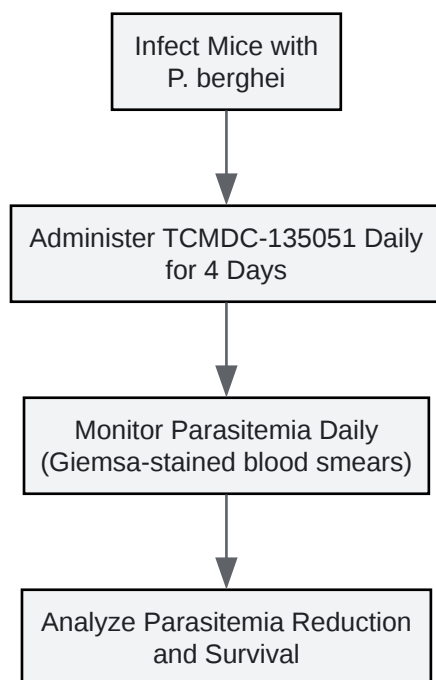 Infect Mice with
P. berghei
Administer TCMDC-135051 Daily
for 4 Days
Monitor Parasitemia Daily
(Giemsa-stained blood smears)
Analyze Parasitemia Reduction
and Survival